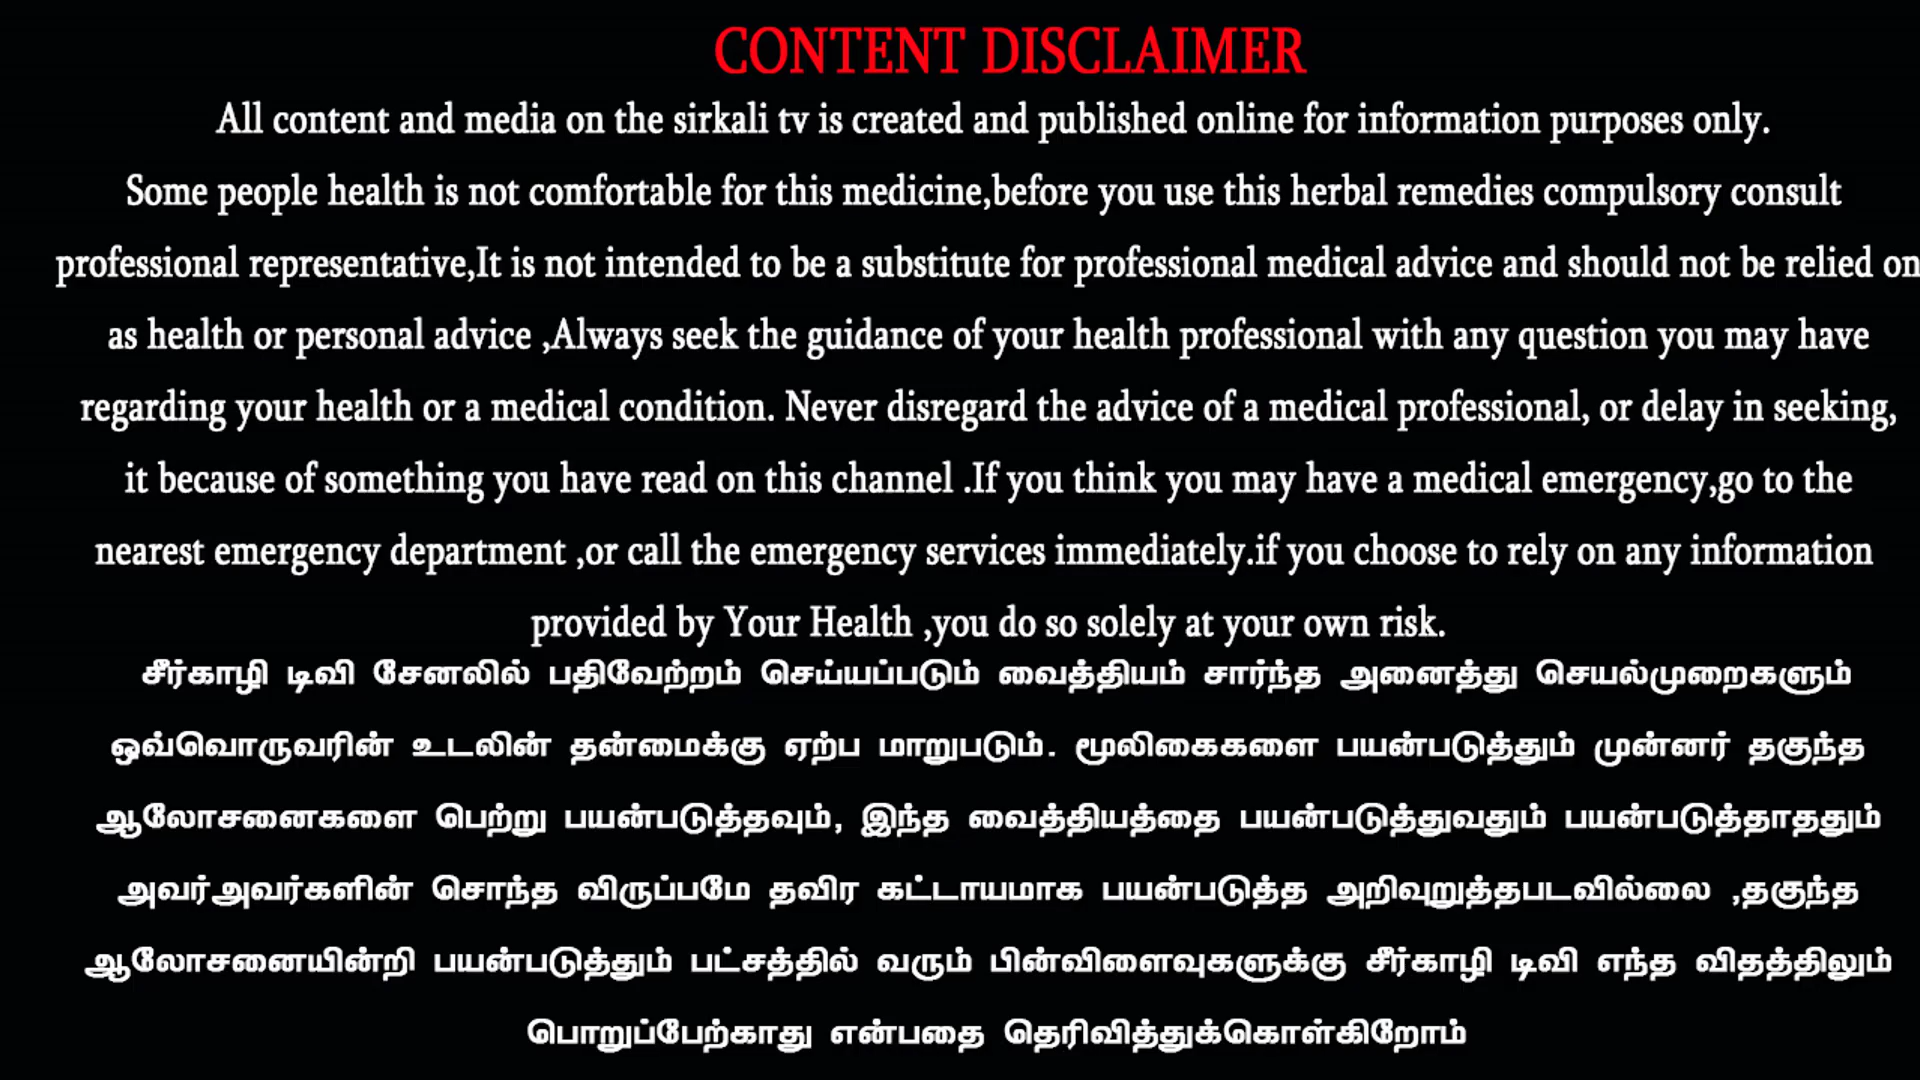 CONTENT DISCLAIMER
All content and media on the sirkali tv is created and published online for information purposes only.
Some people health is not comfortable for this medicine,before you use this herbal remedies compulsory consult
professional representative,It is not intended to be a substitute for professional medical advice and should not be relied on
as health or personal advice ,Always seek the guidance of your health professional with any question you may have
regarding your health or a medical condition. Never disregard the advice of a medical professional, or delay in seeking,
it because of something you have read on this channel .If you think you may have a medical emergency,go to the
nearest emergency department ,or call the emergency services immediately.if you choose to rely on any information
provided by Your Health ,you do so solely at your own risk.
சீர்காழி டிவி சேனலில் பதிவேற்றம் செய்யப்படும் வைத்தியம் சார்ந்த அனைத்து செயல்முறைகளும்
ஒவ்வொருவரின் உடலின் தன்மைக்கு ஏற்ப மாறுபடும். மூலிகைகளை பயன்படுத்தும் முன்னர் தகுந்த
ஆலோசனைகளை பெற்று பயன்படுத்தவும், இந்த வைத்தியத்தை பயன்படுத்துவதும் பயன்படுத்தாததும்
அவர்அவர்களின் சொந்த விருப்பமே தவிர கட்டாயமாக பயன்படுத்த அறிவுறுத்தபடவில்லை ,தகுந்த
ஆலோசனையின்றி பயன்படுத்தும் பட்சத்தில் வரும் பின்விளைவுகளுக்கு சீர்காழி டிவி எந்த விதத்திலும்
பொறுப்பேற்காது என்பதை தெரிவித்துக்கொள்கிறோம்